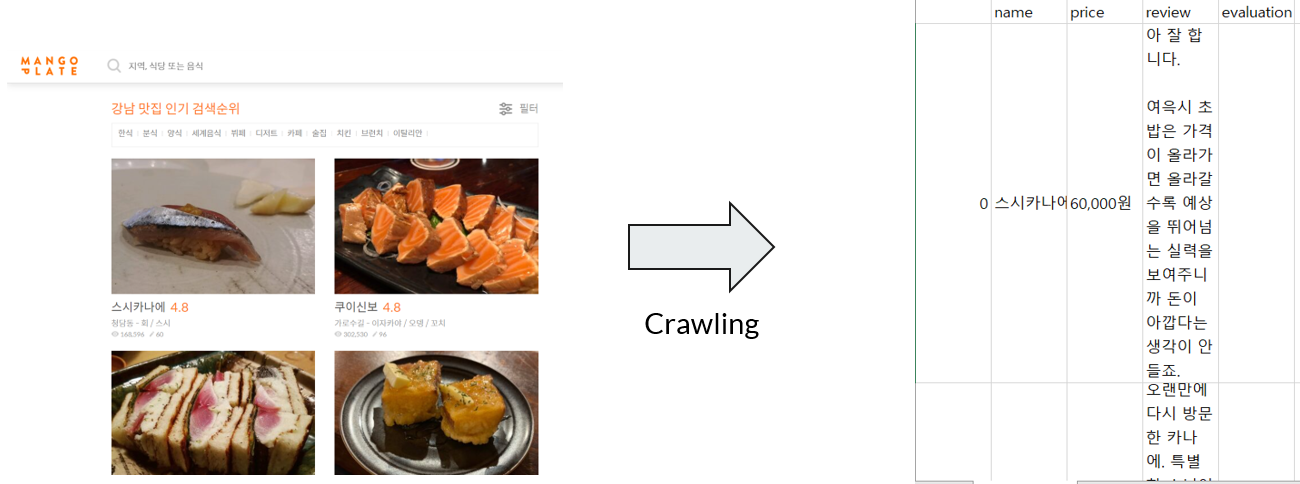 MANGO
PLATE
지역, 식당 또는 음식
강남 맛집 인기 검색순위
필터
한식 | 분식 | 양식 | 세계음식 | 뷔페 | 디저트 | 카페 | 술집 | 치킨 | 브런치 | 이탈리안 |
스시카나에 4.8
청담동 - 회 / 스시
168,596 60
쿠이신보 4.8
가로수길 - 이자카야 / 오뎅 / 꼬치
302,530 96
Crawling
name price review evaluation
아 잘 합
니다.
여윽시 초
밥은 가격
이 올라가
면 올라갈
수록 예상
을 뛰어넘
는 실력을
보여주니
까 돈이
아깝다는
생각이 안
들죠.
0 스시카나에 60,000원
오랜만에
다시 방문
한 카나
에. 특별